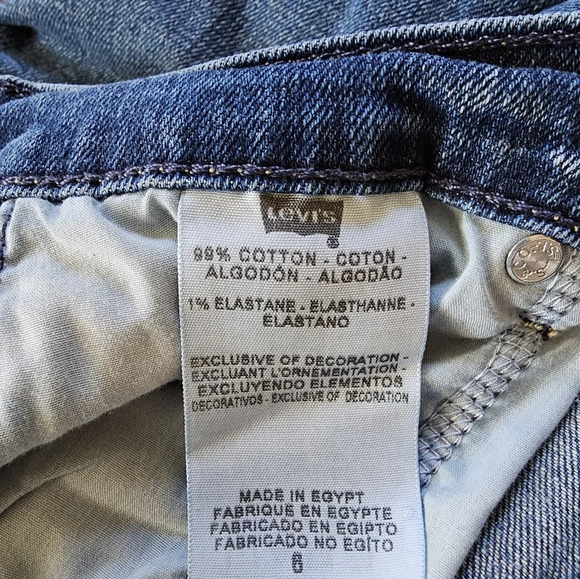 LEVI'S
99% COTTON - COTON -
ALGODÓN - ALGODÃO
1% ELASTANE - ELASTHANNE -
ELASTANO
EXCLUSIVE OF DECORATION -
EXCLUANT L'ORNEMENTATION -
EXCLUYENDO ELEMENTOS
DECORATIVOS - EXCLUSIVE OF DECORATION
MADE IN EGYPT
FABRIQUE EN EGYPTE
FABRICADO EN EGIPTO
FABRICADO NO EGÍTO
6